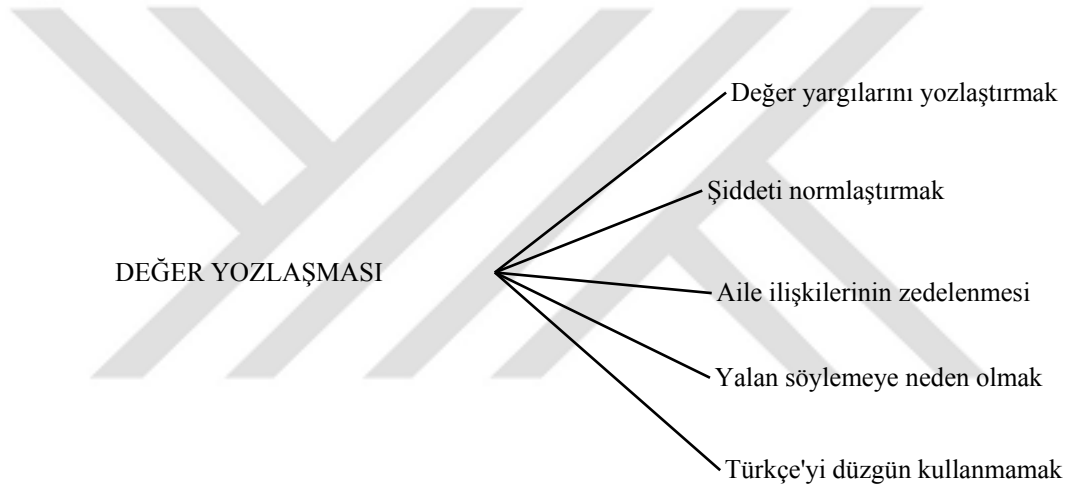 Değer yargılarını yozlaştırmak
Şiddeti normlaştırmak
DEĞER YOZLAŞMASI
Aile ilişkilerinin zedelenmesi
Yalan söylemeye neden olmak
Türkçe'yi düzgün kullanmamak